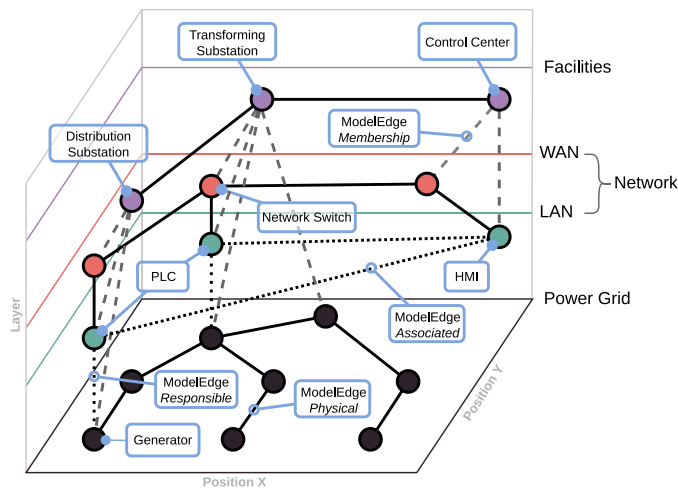 Transforming
Substation
Control Center
Facilities
ModelEdge
Membership
Distribution
Substation
WAN
Network
Network Switch
LAN
PLC
HMI
Power Grid
ModelEdge
Associated
Layer
ModelEdge
Responsible
ModelEdge
Physical
Position Y
Generator
Position X